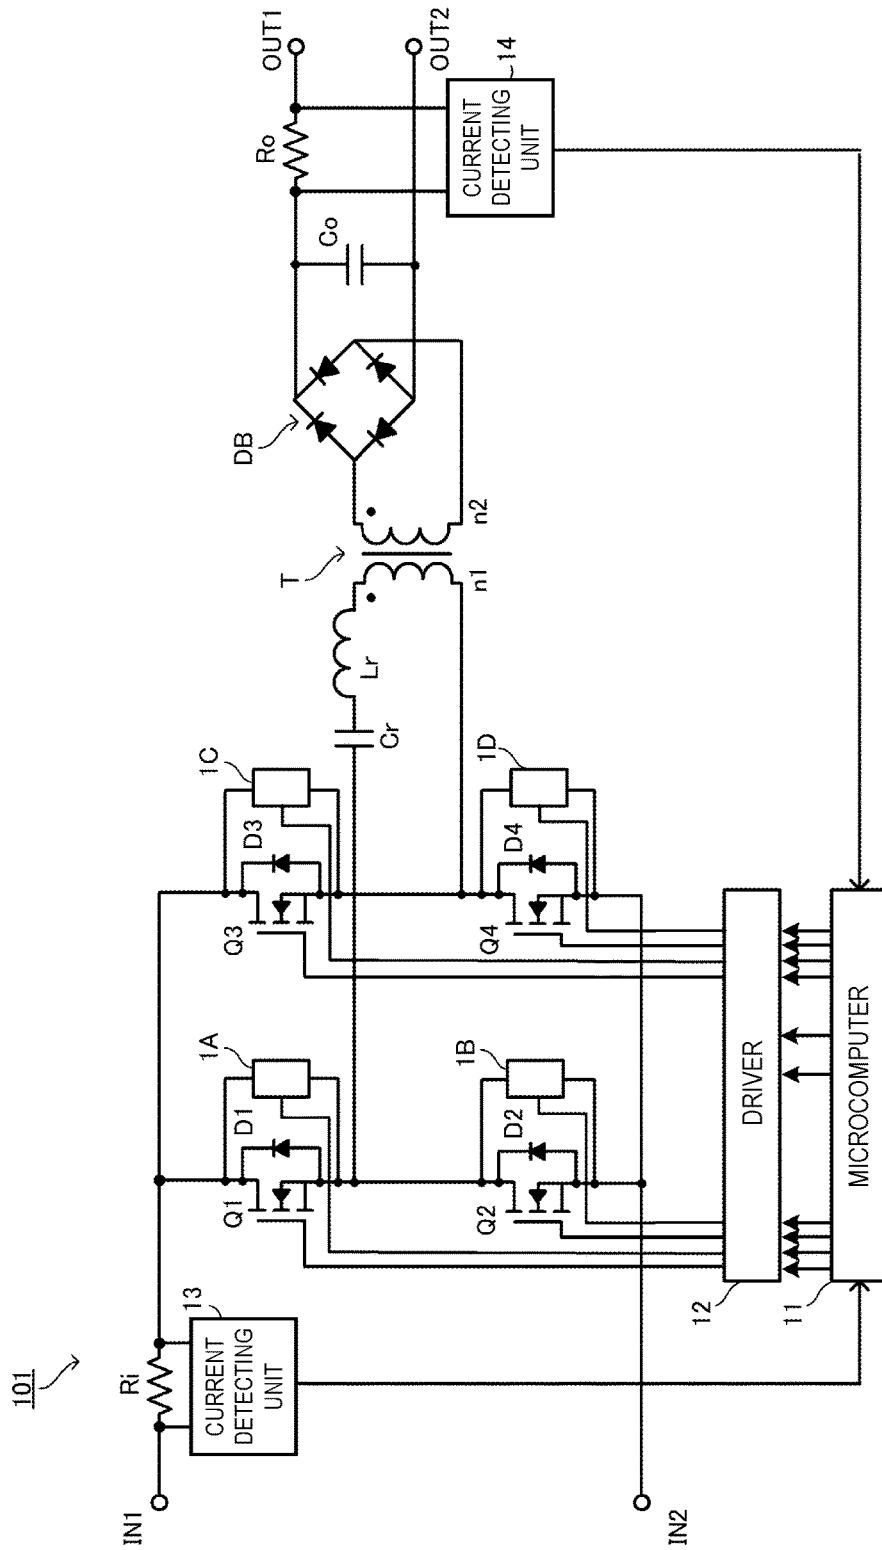 101
IN1
Ri
CURRENT
DETECTING
UNIT
13
Q1
D1
1A
Q3
D3
1C
Cr
Lr
T
n1
n2
DB
Co
Ro
OUT1
OUT2
CURRENT
DETECTING
UNIT
14
Q2
D2
1B
Q4
D4
1D
IN2
12
DRIVER
11
MICROCOMPUTER